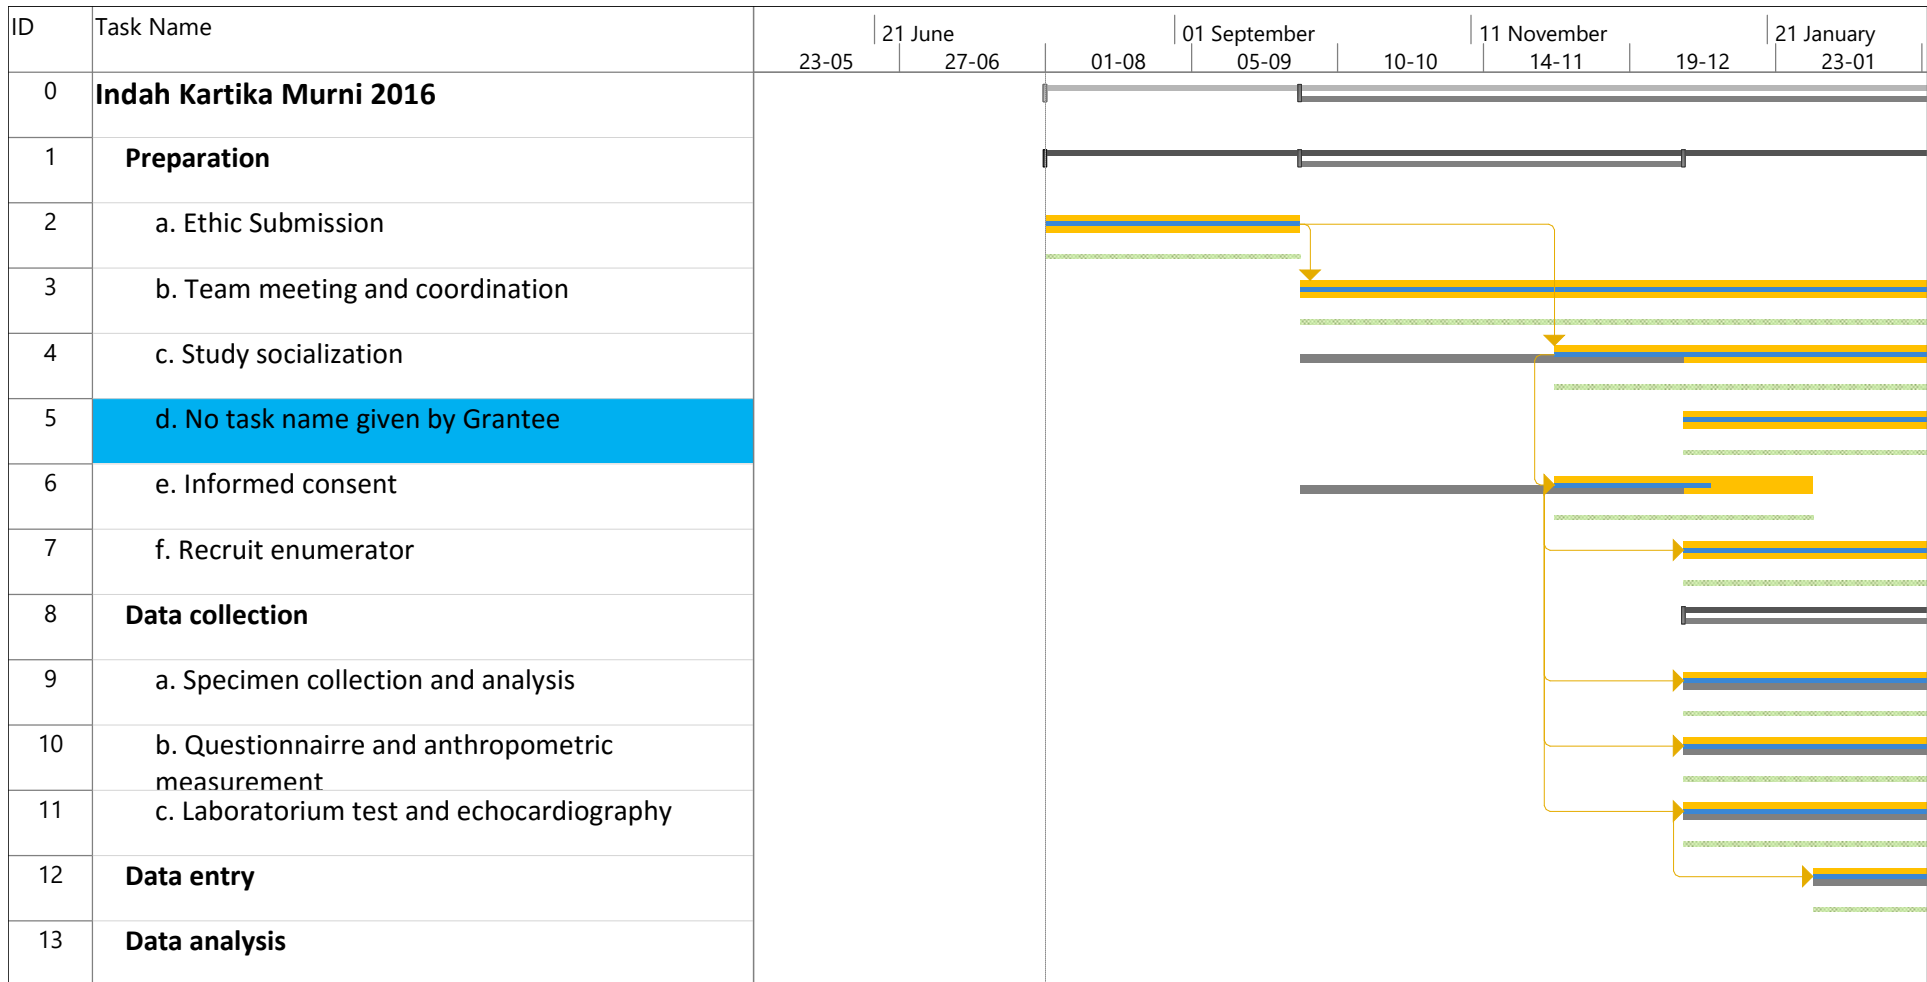 ID Task Name 21 June 01 September 11 November 21 January
23-05 27-06 01-08 05-09 10-10 14-11 19-12 23-01
0 Indah Kartika Murni 2016
1 Preparation
2 a. Ethic Submission
3 b. Team meeting and coordination
4 c. Study socialization
5 d. No task name given by Grantee
6 e. Informed consent
7 f. Recruit enumerator
8 Data collection
9 a. Specimen collection and analysis
10 b. Questionnairre and anthropometric
measurement
11 c. Laboratorium test and echocardiography
12 Data entry
13 Data analysis